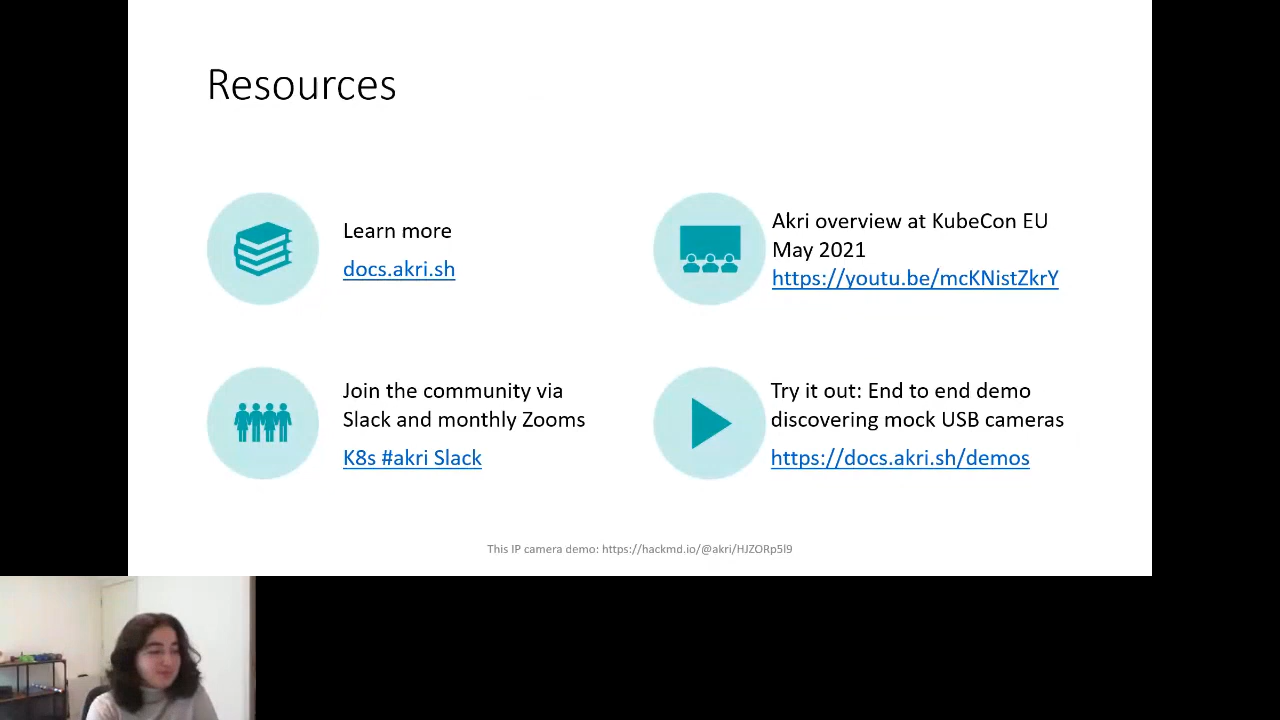 Resources
Learn more
docs.akri.sh
Akri overview at KubeCon EU
May 2021
https://youtu.be/mcKNistZkrY
Join the community via
Slack and monthly Zooms
K8s #akri Slack
Try it out: End to end demo
discovering mock USB cameras
https://docs.akri.sh/demos
This IP camera demo: https://hackmd.io/@akri/HJZORp5l9